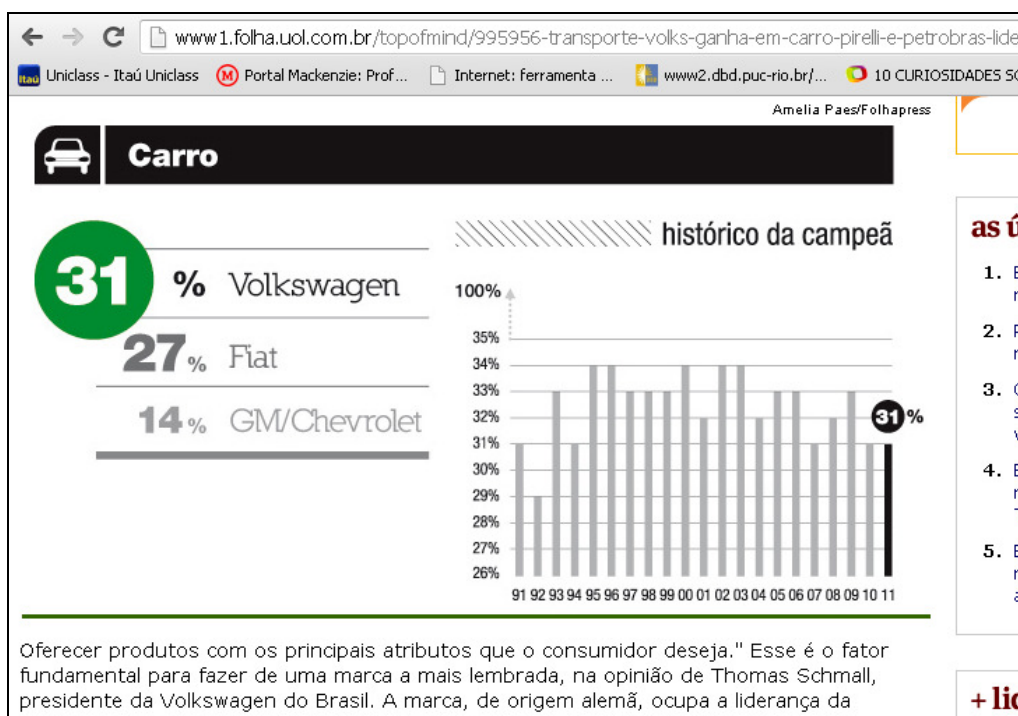 www1.folha.uol.com.br/topofmind/995956-transporte-volks-ganha-em-carro-pirelli-e-petrobras-lide
Itaú Uniclass - Itaú Uniclass M Portal Mackenzie: Prof... Internet: ferramenta ... www2.dbd.puc-rio.br/... 10 CURIOSIDADES
Amelia Paes/Folhapress
Carro
31 % Volkswagen
27% Fiat
14% GM/Chevrolet
histórico da campeã
100%
35%
34%
33%
32%
31%
30%
29%
28%
27%
26%
31%
91 92 93 94 95 96 97 98 99 00 01 02 03 04 05 06 07 08 09 10 11
Oferecer produtos com os principais atributos que o consumidor deseja." Esse é o fator
fundamental para fazer de uma marca a mais lembrada, na opinião de Thomas Schmall,
presidente da Volkswagen do Brasil. A marca, de origem alemã, ocupa a liderança da
as ú
1.
2.
3.
4.
5.
+ lid